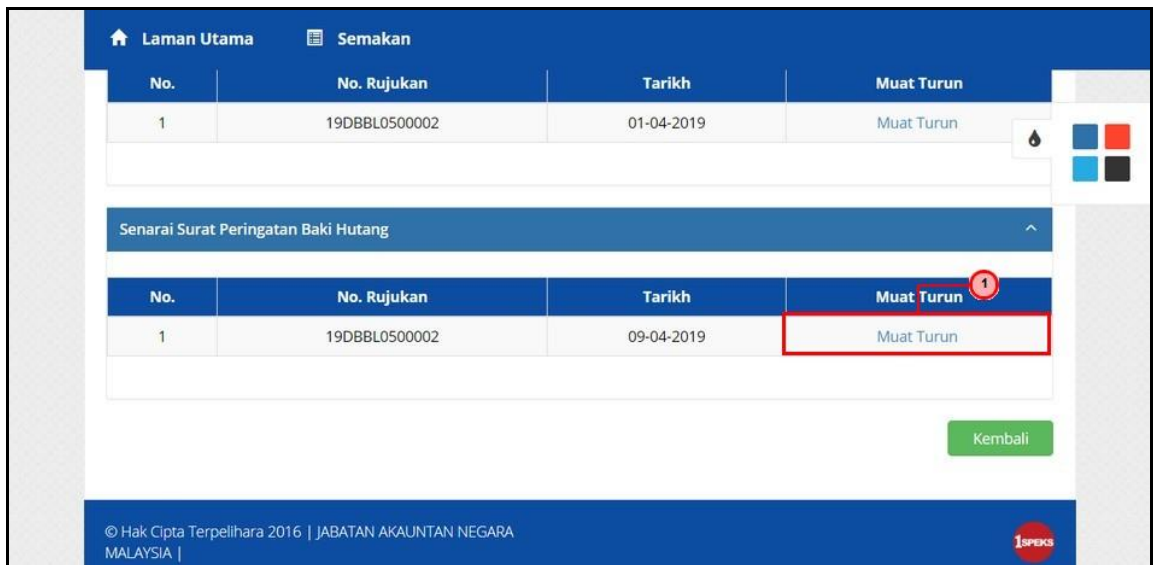 Laman Utama Semakan
No. No. Rujukan Tarikh Muat Turun
1 19DBBL0500002 01-04-2019 Muat Turun
Senarai Surat Peringatan Baki Hutang
1
No. No. Rujukan Tarikh Muat Turun
1 19DBBL0500002 09-04-2019 Muat Turun
Kembali
© Hak Cipta Terpelihara 2016 | JABATAN AKAUNTAN NEGARA
MALAYSIA |
1SPEKS